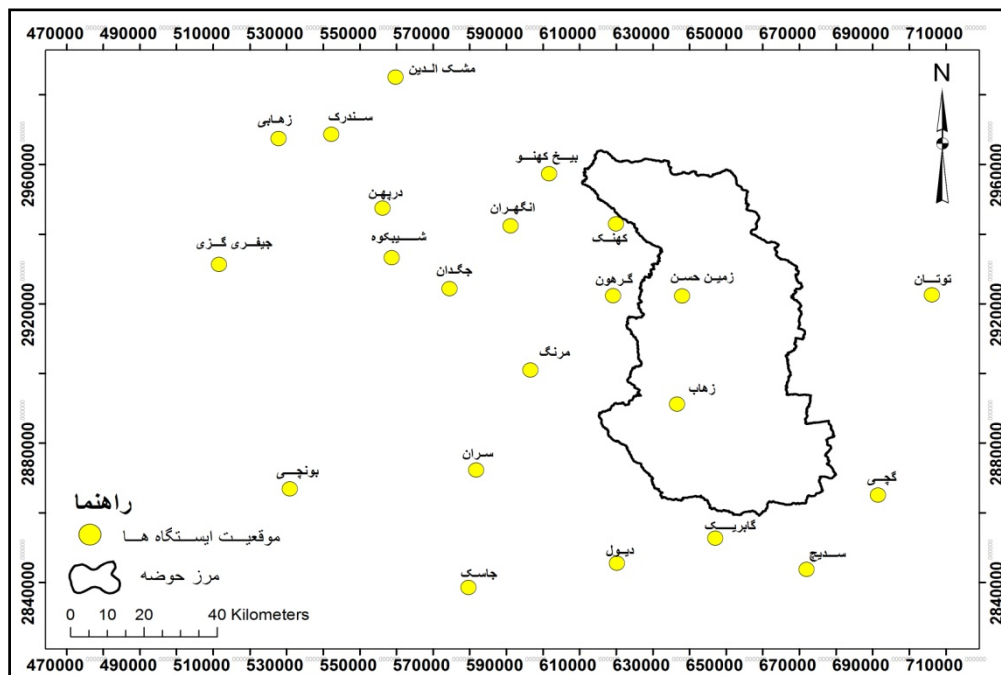 470000 490000 510000 530000 550000 570000 590000 610000 630000 650000 670000 690000 710000
مشک الدین
N
زهابی
سندرک
بیخ کهنو
2960000
2960000
درپهن
انگهران
کهنک
شیبکوه
جیفری گزی
جگدان
گرهون
زمین حسن
توتان
2920000
2920000
مرنگ
زهاب
2880000
2880000
سران
بونچی
گچی
راهنما
موقعیت ایستگاه ها
گابریک
دیول
سدیچ
مرز حوضه
جاسک
2840000
2840000
0 5 10 20 30 40 Kilometers
470000 490000 510000 530000 550000 570000 590000 610000 630000 650000 670000 690000 710000